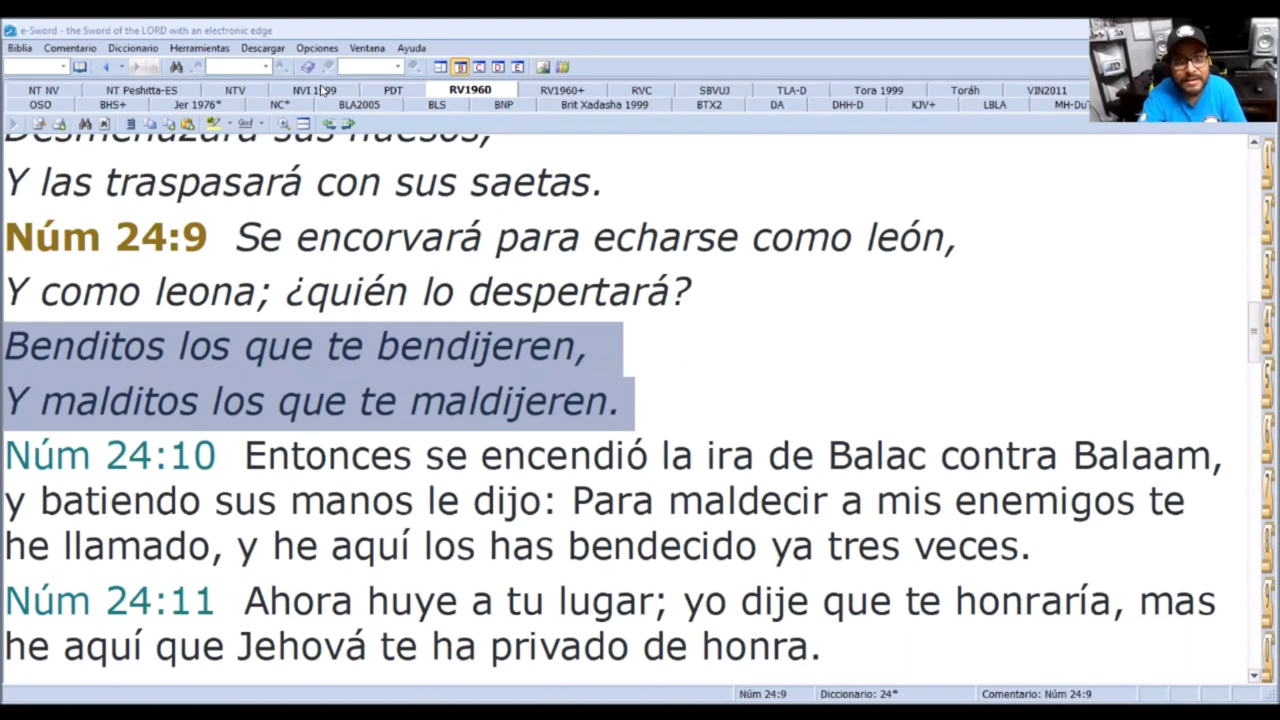 e-Sword - the Sword of the LORD with an electronic edge
Biblia Comentario Diccionario Herramientas Descargar Opciones Ventana Ayuda
B C D E
NT NV NT Peshitta-ES NTV NVI 1999 PDT RV1960 RV1960+ RVC SBVUJ TLA-D Tora 1999 Toráh VIN2011
OSO BHS+ Jer 1976* NC* BLA2005 BLS BNP Brit Xadasha 1999 BTX2 DA DHH-D KJV+ LBLA
God
Desmenuzará sus huesos,
Y las traspasará con sus saetas.
Núm 24:9 Se encorvará para echarse como león,
Y como leona; ¿quién lo despertará?
Benditos los que te bendijeren,
Y malditos los que te maldijeren.
Núm 24:10 Entonces se encendió la ira de Balac contra Balaam,
y batiendo sus manos le dijo: Para maldecir a mis enemigos te
he llamado, y he aquí los has bendecido ya tres veces.
Núm 24:11 Ahora huye a tu lugar; yo dije que te honraría, mas
he aquí que Jehová te ha privado de honra.
Núm 24:9 Diccionario: 24* Comentario: Núm 24:9